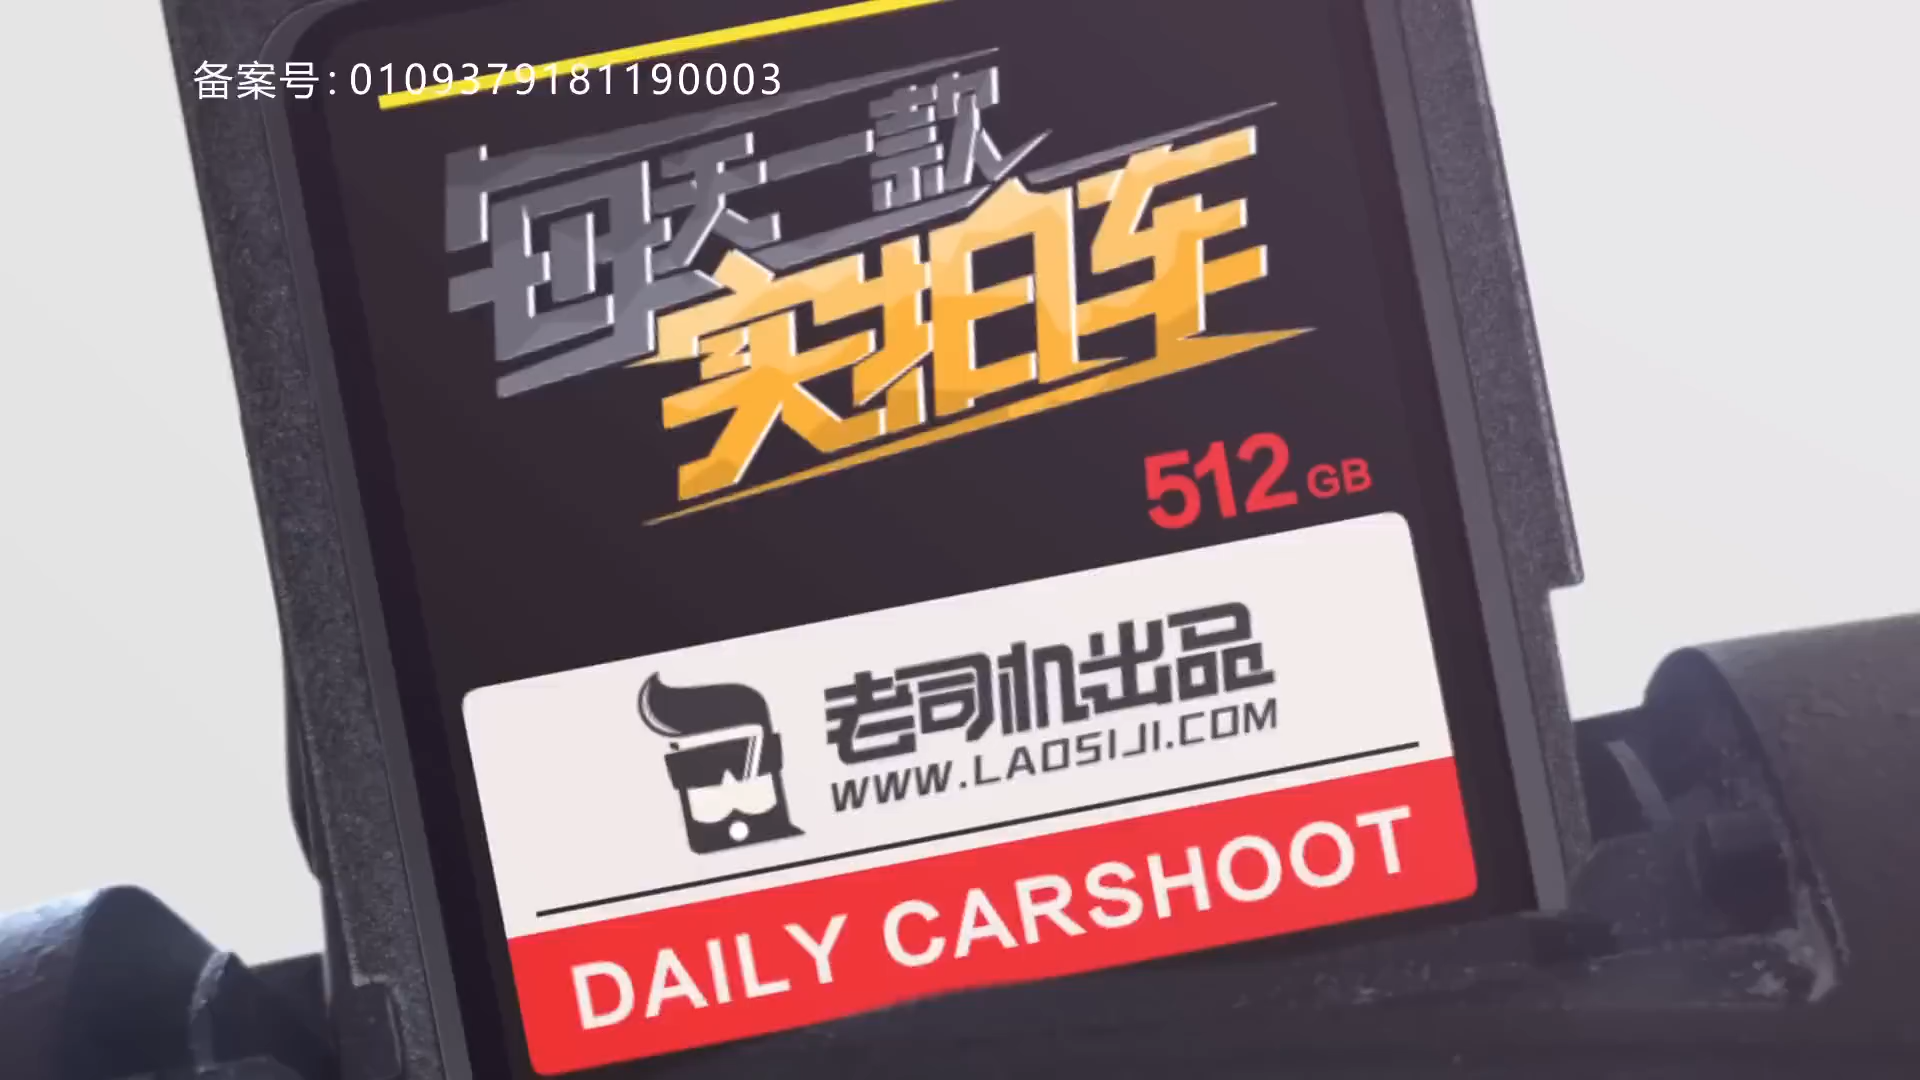 备案号:0109379181190003
每天一款
实拍车
512 GB
老司机出品
WWW.LAOSIJI.COM
DAILY CARSHOOT